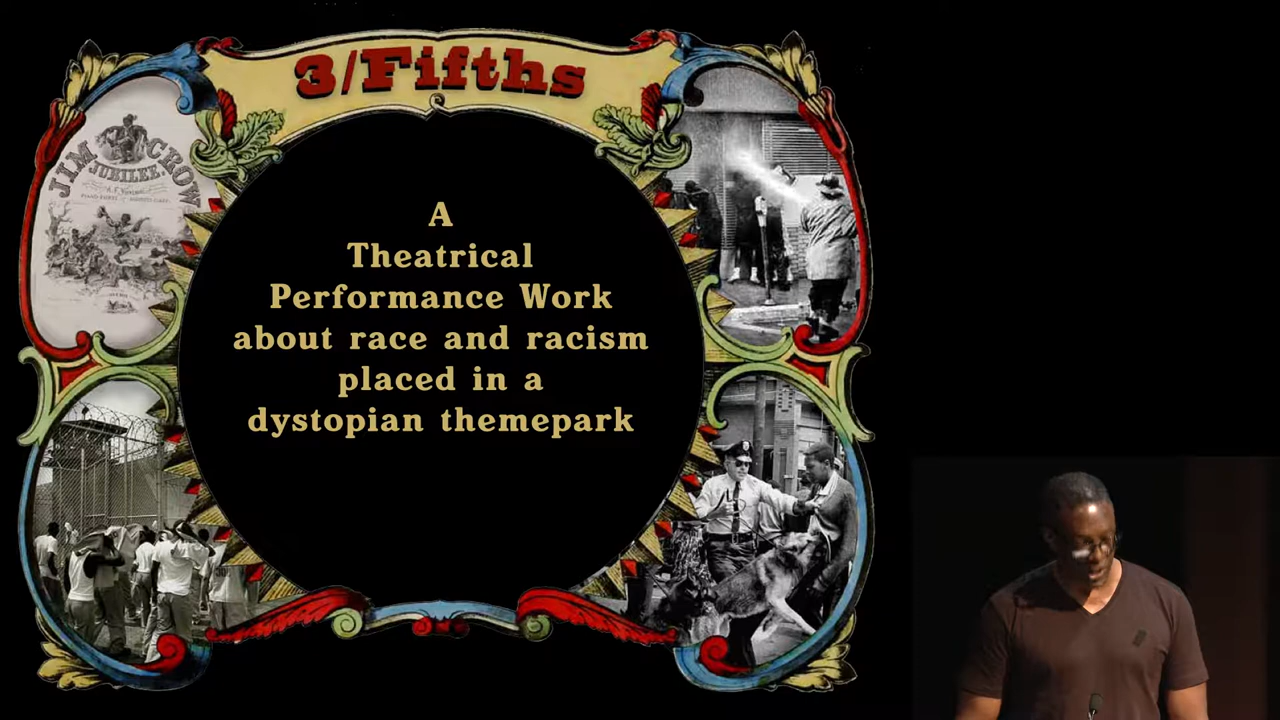 3/Fifths
JIM CROW
JUBILEE
A
Theatrical
Performance Work
about race and racism
placed in a
dystopian themepark